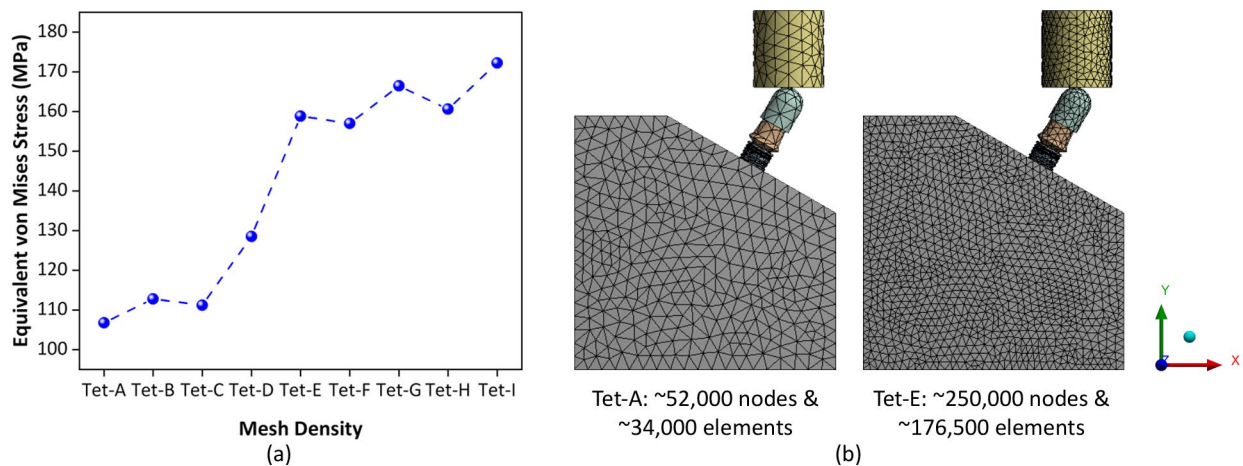 Equivalent von Mises Stress (MPa)
180
170
160
150
140
130
120
110
100
Tet-A Tet-B Tet-C Tet-D Tet-E Tet-F Tet-G Tet-H Tet-I
Mesh Density
(a)
Tet-A: ~52,000 nodes &
~34,000 elements
Tet-E: ~250,000 nodes &
~176,500 elements
(b)
Y
Z
X